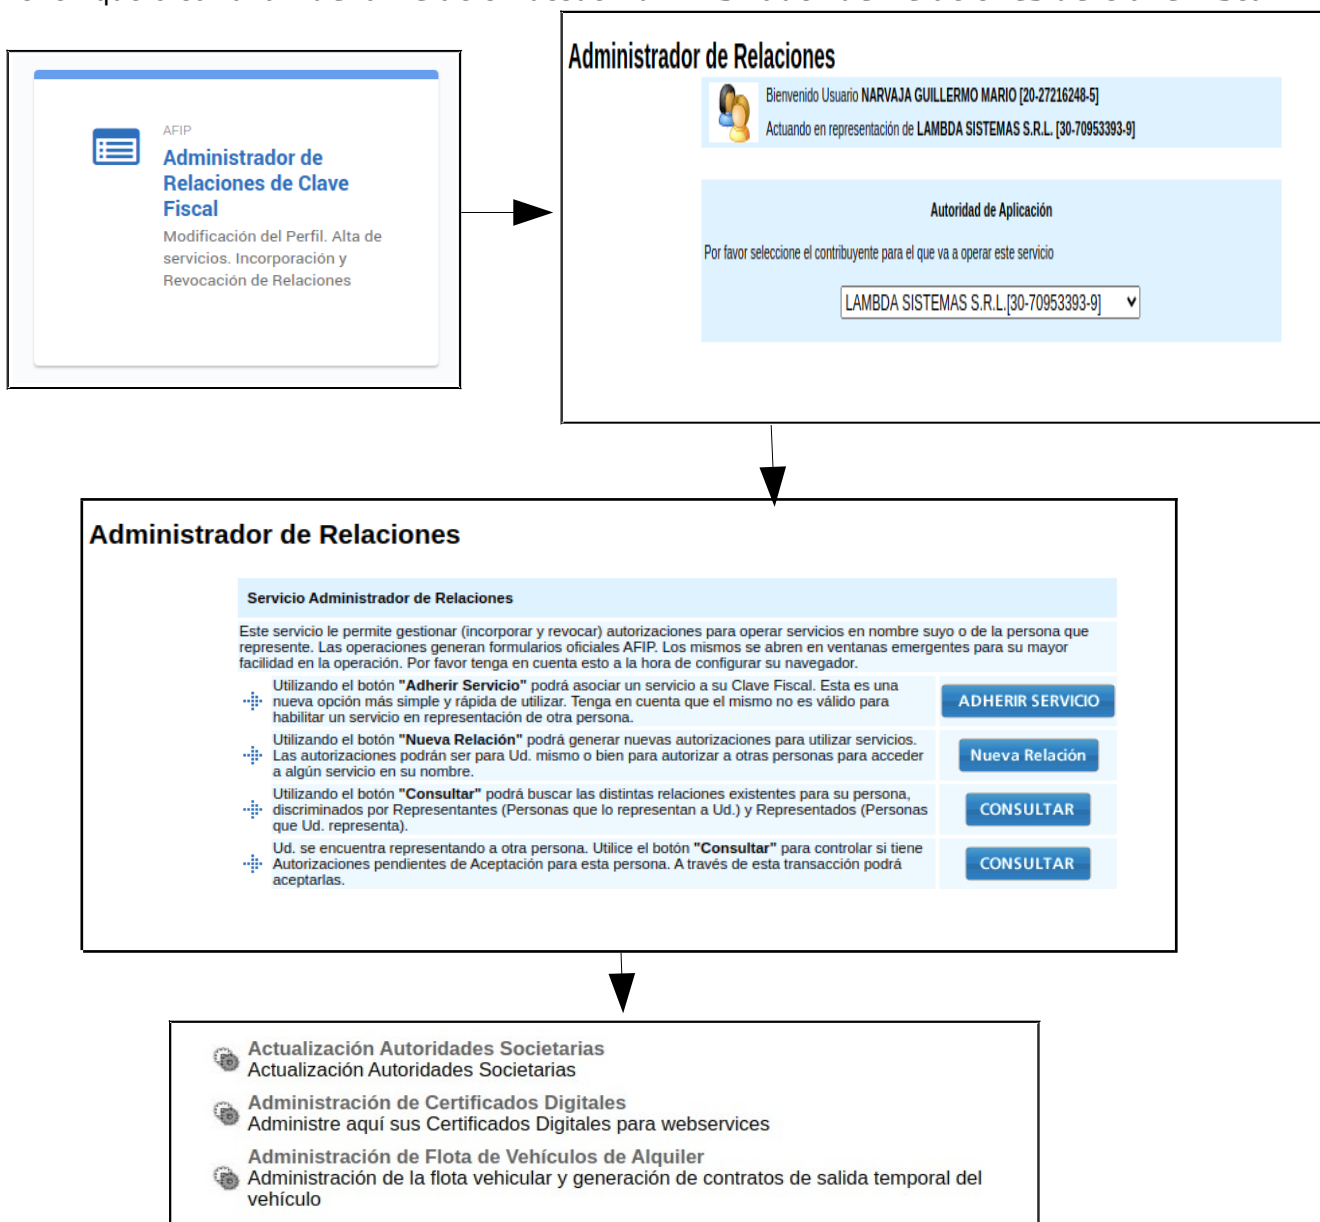 AFIP
Administrador de
Relaciones de Clave
Fiscal
Modificación del Perfil. Alta de
servicios. Incorporación y
Revocación de Relaciones
Administrador de Relaciones
Bienvenido Usuario NARVAJA GUILLERMO MARIO [20-27216248-5]
Actuando en representación de LAMBDA SISTEMAS S.R.L. [30-70953393-9]
Autoridad de Aplicación
Por favor seleccione el contribuyente para el que va a operar este servicio
LAMBDA SISTEMAS S.R.L.[30-70953393-9]
Administrador de Relaciones
Servicio Administrador de Relaciones
Este servicio le permite gestionar (incorporar y revocar) autorizaciones para operar servicios en nombre suyo o de la persona que
represente. Las operaciones generan formularios oficiales AFIP. Los mismos se abren en ventanas emergentes para su mayor
facilidad en la operación. Por favor tenga en cuenta esto a la hora de configurar su navegador.
Utilizando el botón "Adherir Servicio" podrá asociar un servicio a su Clave Fiscal. Esta es una
nueva opción más simple y rápida de utilizar. Tenga en cuenta que el mismo no es válido para
habilitar un servicio en representación de otra persona.
ADHERIR SERVICIO
Utilizando el botón "Nueva Relación" podrá generar nuevas autorizaciones para utilizar servicios.
Las autorizaciones podrán ser para Ud. mismo o bien para autorizar a otras personas para acceder
a algún servicio en su nombre.
Nueva Relación
Utilizando el botón "Consultar" podrá buscar las distintas relaciones existentes para su persona,
discriminados por Representantes (Personas que lo representan a Ud.) y Representados (Personas
que Ud. representa).
CONSULTAR
Ud. se encuentra representando a otra persona. Utilice el botón "Consultar" para controlar si tiene
Autorizaciones pendientes de Aceptación para esta persona. A través de esta transacción podrá
aceptarlas.
CONSULTAR
Actualización Autoridades Societarias
Actualización Autoridades Societarias
Administración de Certificados Digitales
Administre aquí sus Certificados Digitales para webservices
Administración de Flota de Vehículos de Alquiler
Administración de la flota vehicular y generación de contratos de salida temporal del
vehículo